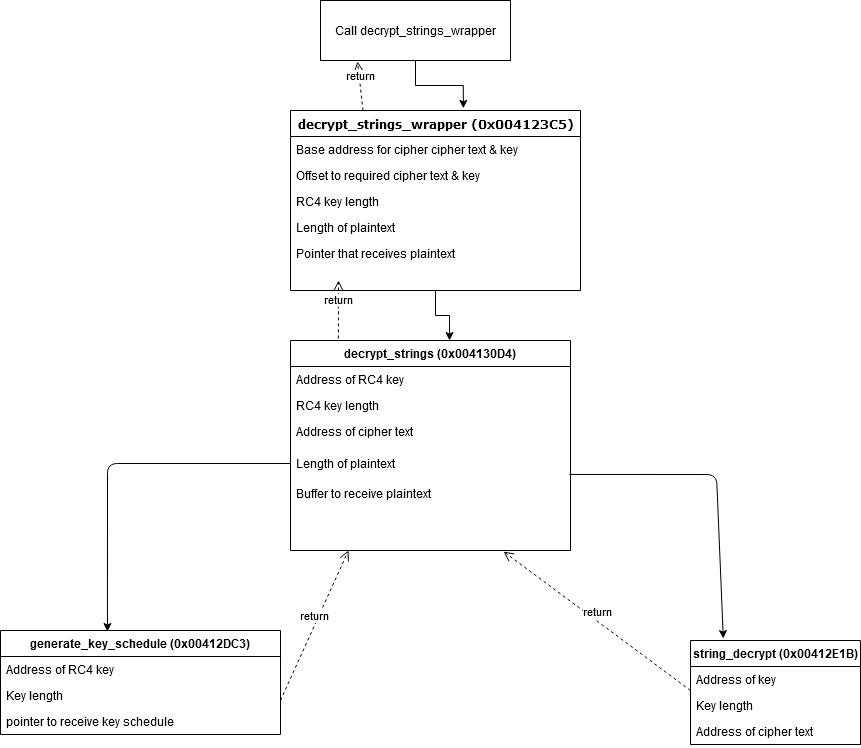 Call decrypt_strings_wrapper
return
decrypt_strings_wrapper (0x004123C5)
Base address for cipher cipher text & key
Offset to required cipher text & key
RC4 key length
Length of plaintext
Pointer that receives plaintext
return
decrypt_strings (0x004130D4)
Address of RC4 key
RC4 key length
Address of cipher text
Length of plaintext
Buffer to receive plaintext
return
return
generate_key_schedule (0x00412DC3)
Address of RC4 key
Key length
pointer to receive key schedule
string_decrypt (0x00412E1B)
Address of key
Key length
Address of cipher text